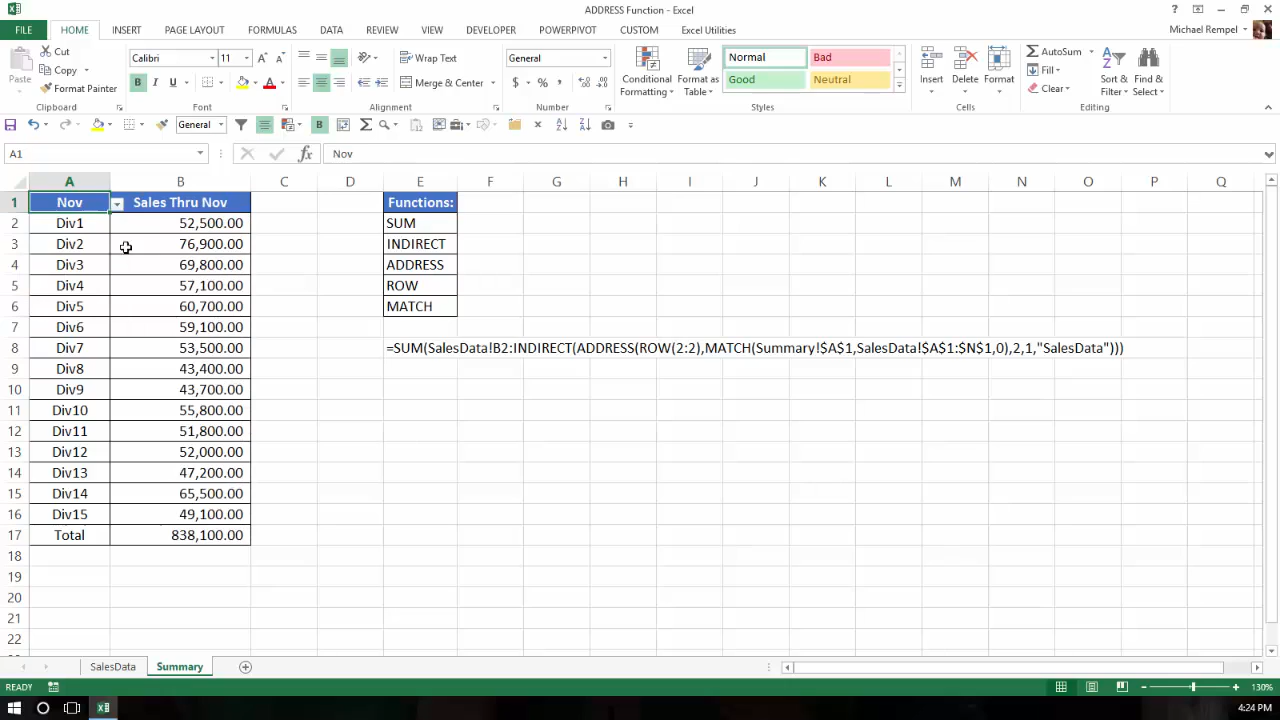 ADDRESS Function - Excel
FILE HOME INSERT PAGE LAYOUT FORMULAS DATA REVIEW VIEW DEVELOPER POWERPIVOT CUSTOM Excel Utilities Michael Rempel
Paste
Cut
Copy
Format Painter
Calibri 11
B I U
Wrap Text
Merge & Center
General
$ % ,
Conditional Formatting
Format as Table
Normal Bad
Good Neutral
Insert Delete Format
AutoSum
Fill
Clear
Sort & Filter
Find & Select
Clipboard Font Alignment Number Styles Cells Editing
General
A1 fx Nov
A B C D E F G H I J K L M N O P Q
1 Nov Sales Thru Nov Functions:
2 Div1 52,500.00 SUM
3 Div2 76,900.00 INDIRECT
4 Div3 69,800.00 ADDRESS
5 Div4 57,100.00 ROW
6 Div5 60,700.00 MATCH
7 Div6 59,100.00
8 Div7 53,500.00 =SUM(SalesData!B2:INDIRECT(ADDRESS(ROW(2:2),MATCH(Summary!$A$1,SalesData!$A$1:$N$1,0),2,1,"SalesData")))
9 Div8 43,400.00
10 Div9 43,700.00
11 Div10 55,800.00
12 Div11 51,800.00
13 Div12 52,000.00
14 Div13 47,200.00
15 Div14 65,500.00
16 Div15 49,100.00
17 Total 838,100.00
18
19
20
21
22
SalesData Summary
READY 130%
4:24 PM